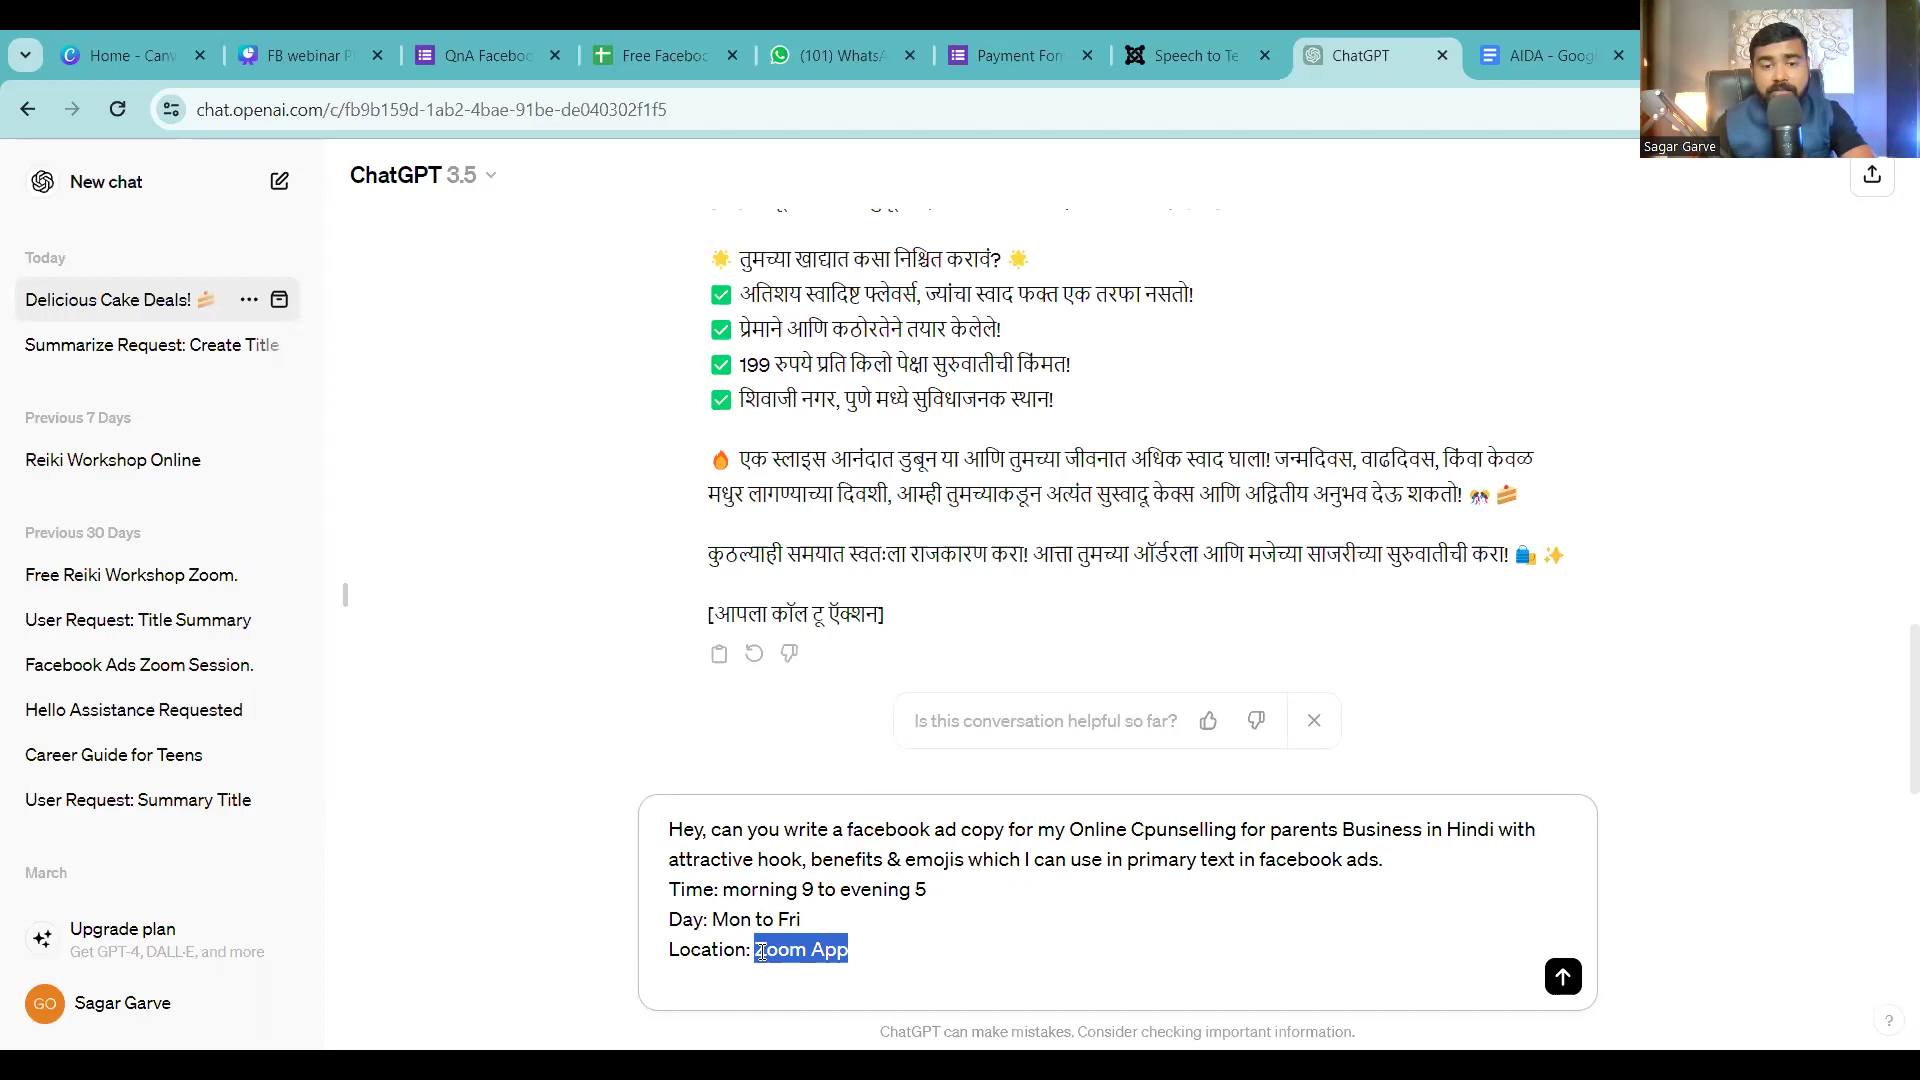 Home - Canv
FB webinar P
QnA Faceboo
Free Faceboo
(101) WhatsA
Payment Forn
Speech to Te
ChatGPT
AIDA - Goog
chat.openai.com/c/fb9b159d-1ab2-4bae-91be-de040302f1f5
Sagar Garve
New chat
ChatGPT 3.5
Today
Delicious Cake Deals! 🍰
Summarize Request: Create Title
Previous 7 Days
Reiki Workshop Online
Previous 30 Days
Free Reiki Workshop Zoom.
User Request: Title Summary
Facebook Ads Zoom Session.
Hello Assistance Requested
Career Guide for Teens
User Request: Summary Title
March
Upgrade plan
Get GPT-4, DALL·E, and more
GO Sagar Garve
🌟 तुमच्या खाद्यात कसा निश्चित करावं? 🌟
✅ अतिशय स्वादिष्ट फ्लेवर्स, ज्यांचा स्वाद फक्त एक तरफा नसतो!
✅ प्रेमाने आणि कठोरतेने तयार केलेले!
✅ 199 रुपये प्रति किलो पेक्षा सुरुवातीची किंमत!
✅ शिवाजी नगर, पुणे मध्ये सुविधाजनक स्थान!
🔥 एक स्लाइस आनंदात डुबून या आणि तुमच्या जीवनात अधिक स्वाद घाला! जन्मदिवस, वाढदिवस, किंवा केवळ
मधुर लागण्याच्या दिवशी, आम्ही तुमच्याकडून अत्यंत सुस्वादू केक्स आणि अद्वितीय अनुभव देऊ शकतो! 🎊 🍰
कुठल्याही समयात स्वतःला राजकारण करा! आत्ता तुमच्या ऑर्डरला आणि मजेच्या साजरीच्या सुरुवातीची करा! 🛍️ ✨
[आपला कॉल टू ऍक्शन]
Is this conversation helpful so far?
Hey, can you write a facebook ad copy for my Online Cpunselling for parents Business in Hindi with
attractive hook, benefits & emojis which I can use in primary text in facebook ads.
Time: morning 9 to evening 5
Day: Mon to Fri
Location: Zoom App
ChatGPT can make mistakes. Consider checking important information.
?